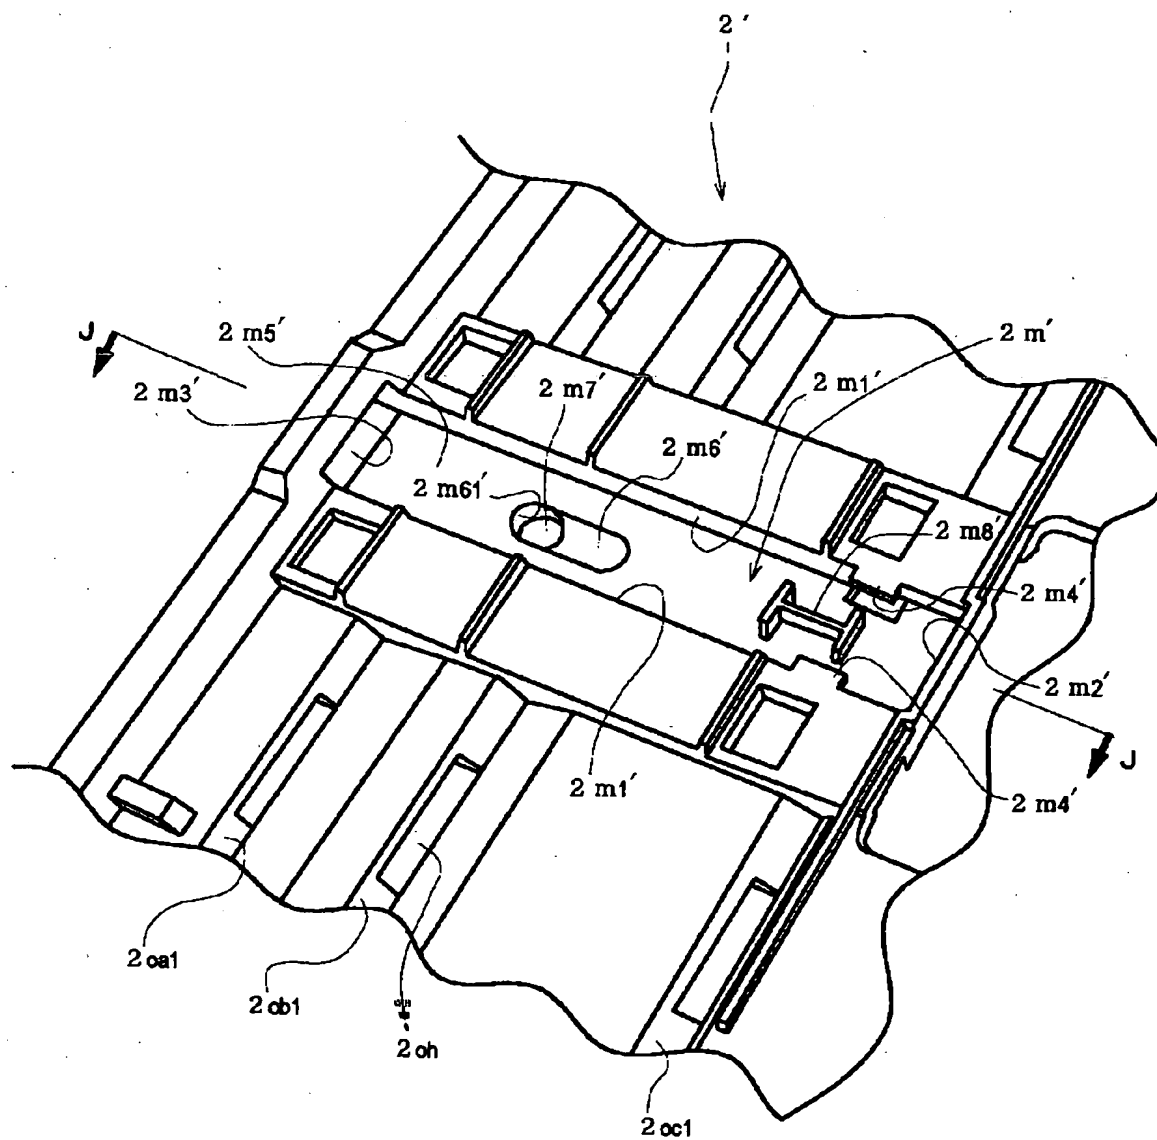 2′
J
2 m5′
2 m′
2 m7′
2 m1′
2 m3′
2 m6′
2 m61′
2 m8′
2 m4′
2 m2′
J
2 m1′
2 m4′
2 oa1
2 ob1
2 oh
2 oc1